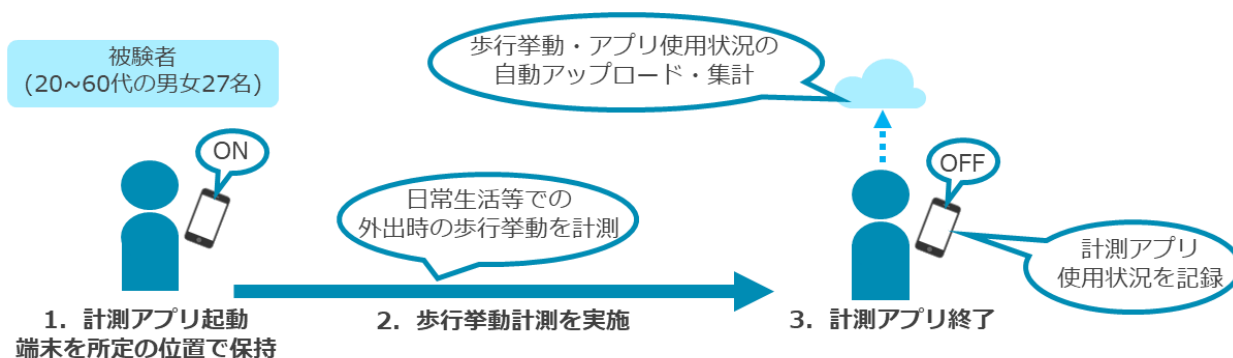 被験者
(20~60代の男女27名)
ON
1. 計測アプリ起動
端末を所定の位置で保持
日常生活等での
外出時の歩行挙動を計測
2. 歩行挙動計測を実施
歩行挙動・アプリ使用状況の
自動アップロード・集計
OFF
計測アプリ
使用状況を記録
3. 計測アプリ終了